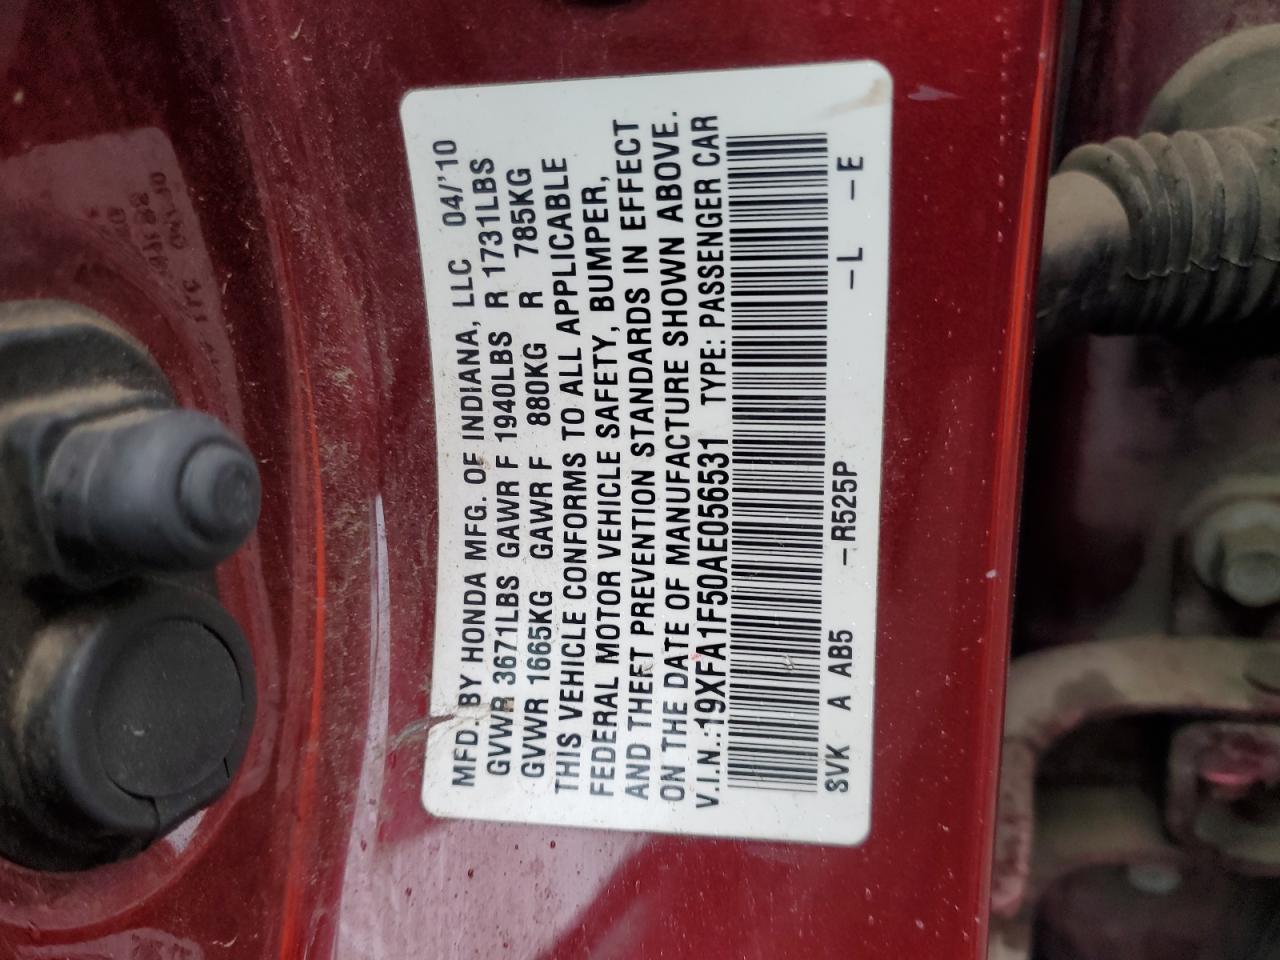 MFD. BY HONDA MFG. OF INDIANA, LLC 04/'10
GVWR 3671LBS GAWR F 1940LBS R 1731LBS
GVWR 1665KG GAWR F 880KG R 785KG
THIS VEHICLE CONFORMS TO ALL APPLICABLE
FEDERAL MOTOR VEHICLE SAFETY, BUMPER,
AND THEFT PREVENTION STANDARDS IN EFFECT
ON THE DATE OF MANUFACTURE SHOWN ABOVE.
V.I.N.:19XFA1F50AE056531 TYPE: PASSENGER CAR
SVK A AB5 -R525P -L -E